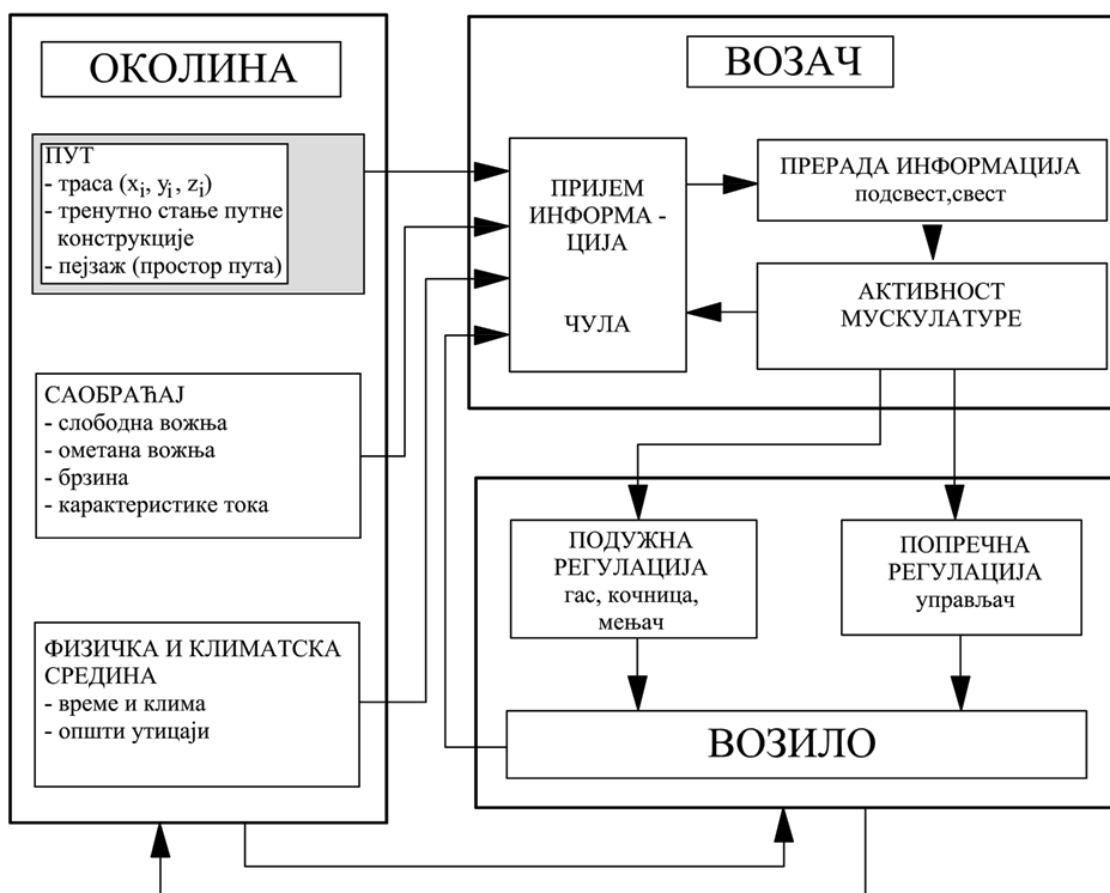 ОКОЛИНА
ПУТ
- траса (xi, yi, zi)
- тренутно стање путне
конструкције
- пејзаж (простор пута)
САОБРАЋАЈ
- слободна вожња
- ометана вожња
- брзина
- карактеристике тока
ФИЗИЧКА И КЛИМАТСКА
СРЕДИНА
- време и клима
- општи утицаји
ВОЗАЧ
ПРИЈЕМ
ИНФОРМА -
ЦИЈА
ЧУЛА
ПРЕРАДА ИНФОРМАЦИЈА
подсвест,свест
АКТИВНОСТ
МУСКУЛАТУРЕ
ПОДУЖНА
РЕГУЛАЦИЈА
гас, кочница,
мењач
ПОПРЕЧНА
РЕГУЛАЦИЈА
управљач
ВОЗИЛО